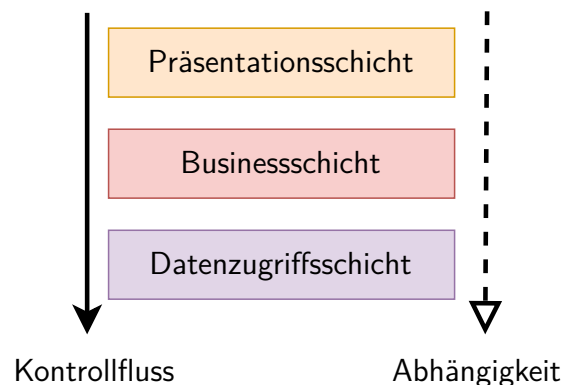 Präsentationsschicht
Businessschicht
Datenzugriffsschicht
Kontrollfluss
Abhängigkeit